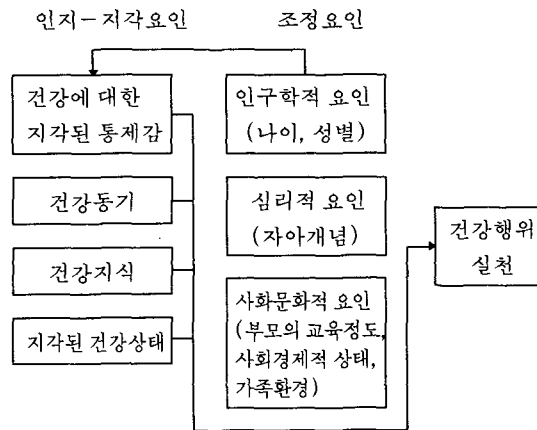 인지-지각요인
조정요인
건강에 대한
지각된 통제감
건강동기
건강지식
지각된 건강상태
인구학적 요인
(나이, 성별)
심리적 요인
(자아개념)
사화문화적 요인
(부모의 교육정도,
사회경제적 상태,
가족환경)
건강행위
실천